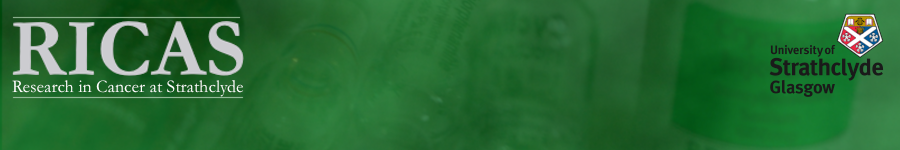 RICAS
Research in Cancer at Strathclyde
University of
Strathclyde
Glasgow